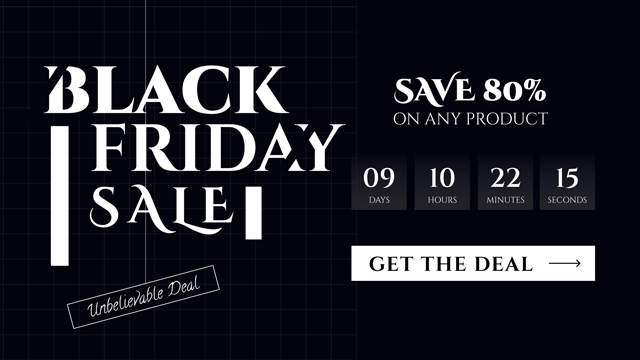 BLACK
FRIDAY
SALE
Unbelievable Deal
SAVE 80%
ON ANY PRODUCT
09 10 22 15
DAYS HOURS MINUTES SECONDS
GET THE DEAL